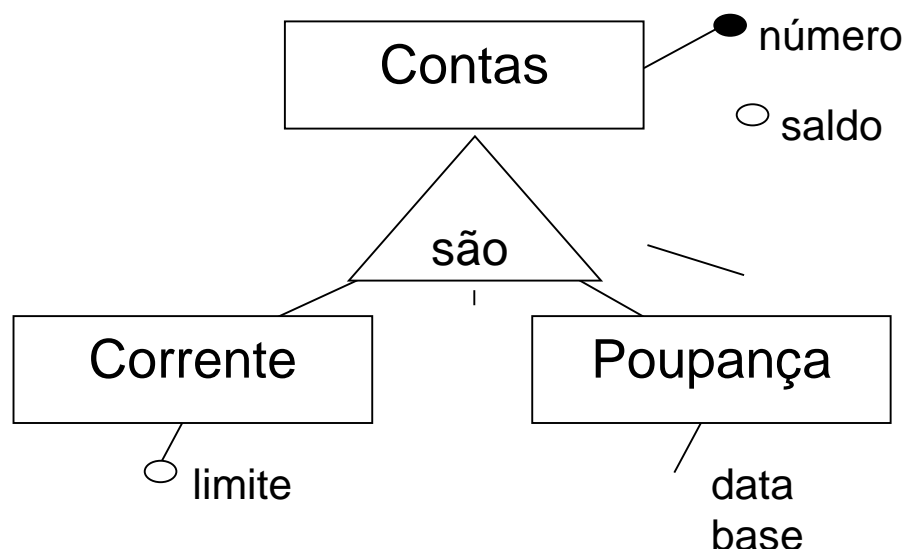 Contas
número
saldo
são
Corrente
Poupança
limite
data
base